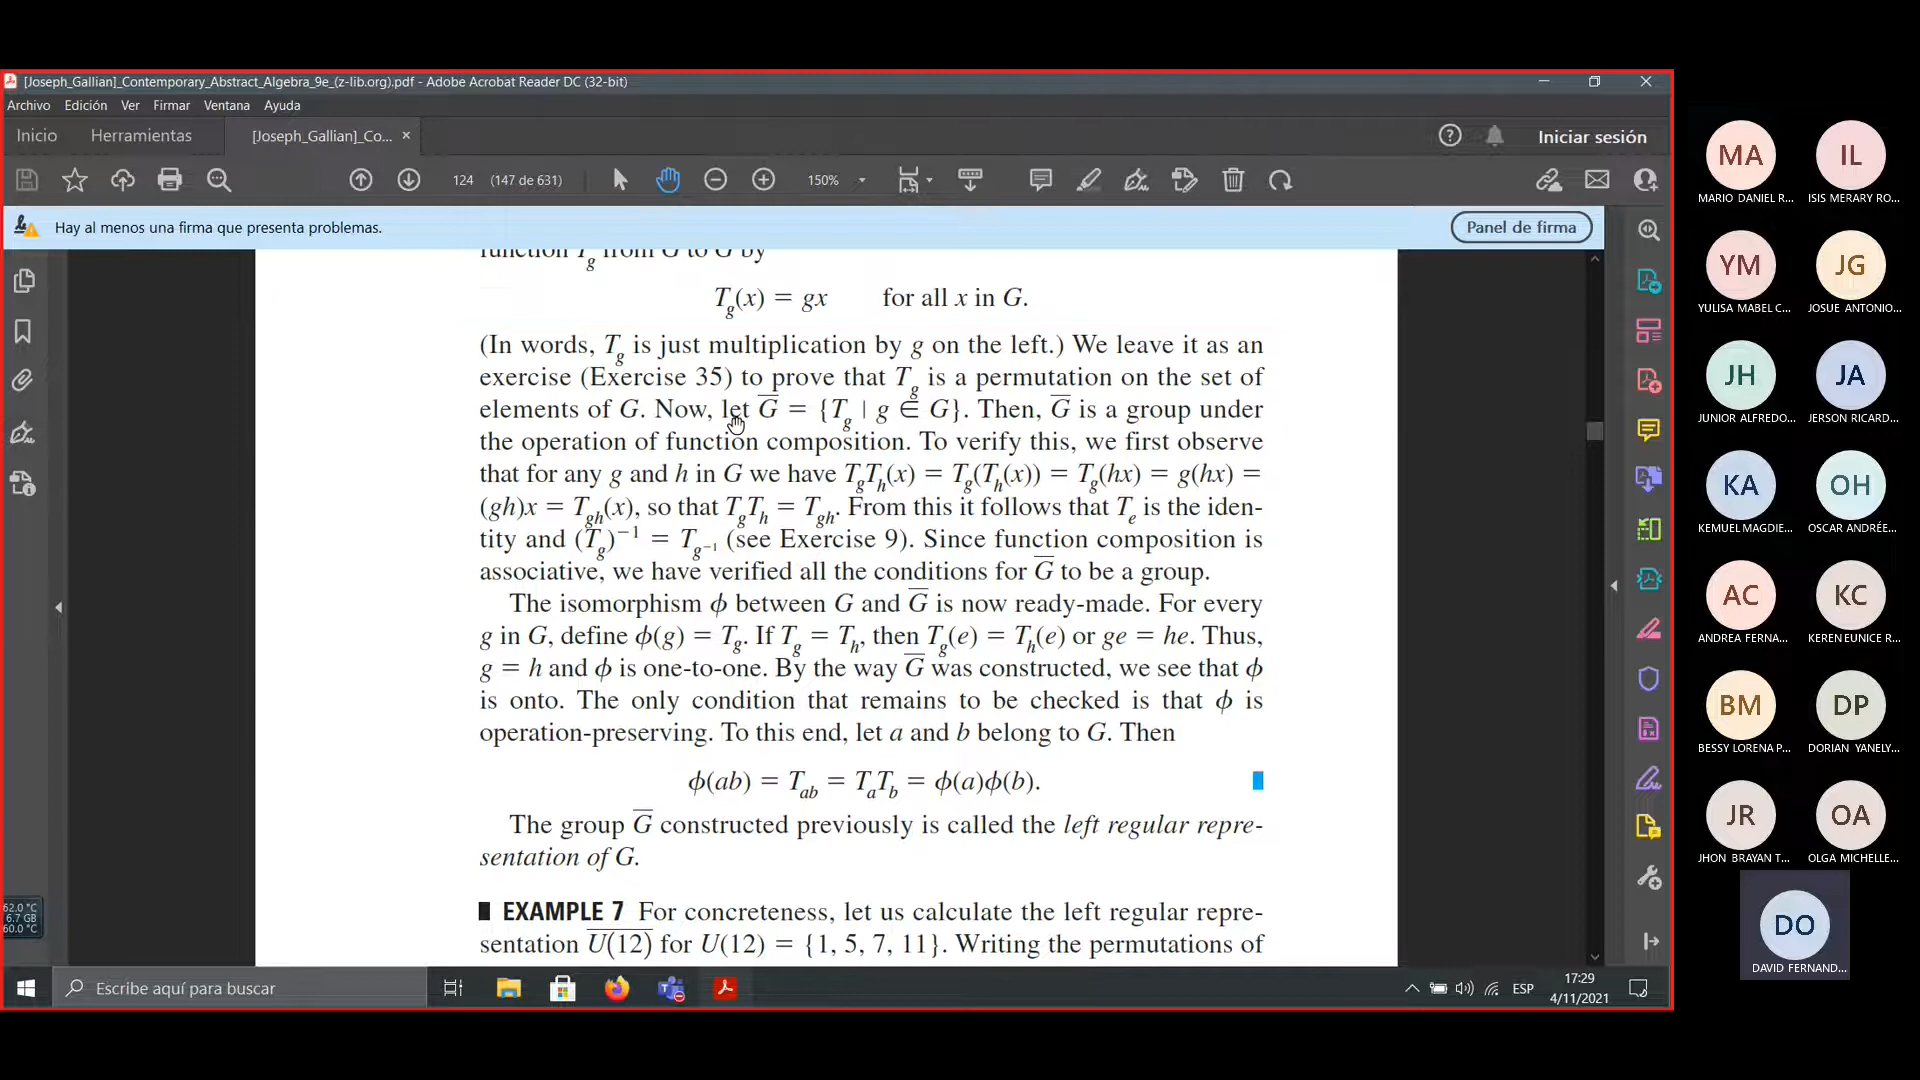 [Joseph_Gallian]_Contemporary_Abstract_Algebra_9e_(z-lib.org).pdf - Adobe Acrobat Reader DC (32-bit)
Archivo Edición Ver Firmar Ventana Ayuda
Inicio Herramientas [Joseph_Gallian]_Co... × Iniciar sesión
124 (147 de 631) 150%
Hay al menos una firma que presenta problemas. Panel de firma
function T_g from G to G by
T_g(x) = gx for all x in G.
(In words, T_g is just multiplication by g on the left.) We leave it as an
exercise (Exercise 35) to prove that T_g is a permutation on the set of
elements of G. Now, let G̅ = {T_g | g ∈ G}. Then, G̅ is a group under
the operation of function composition. To verify this, we first observe
that for any g and h in G we have T_gT_h(x) = T_g(T_h(x)) = T_g(hx) = g(hx) =
(gh)x = T_gh(x), so that T_gT_h = T_gh. From this it follows that T_e is the iden-
tity and (T_g)⁻¹ = T_g⁻¹ (see Exercise 9). Since function composition is
associative, we have verified all the conditions for G̅ to be a group.
The isomorphism ϕ between G and G̅ is now ready-made. For every
g in G, define ϕ(g) = T_g. If T_g = T_h, then T_g(e) = T_h(e) or ge = he. Thus,
g = h and ϕ is one-to-one. By the way G̅ was constructed, we see that ϕ
is onto. The only condition that remains to be checked is that ϕ is
operation-preserving. To this end, let a and b belong to G. Then
ϕ(ab) = T_ab = T_aT_b = ϕ(a)ϕ(b).
The group G̅ constructed previously is called the left regular repre-
sentation of G.
EXAMPLE 7 For concreteness, let us calculate the left regular repre-
sentation U(12) for U(12) = {1, 5, 7, 11}. Writing the permutations of
62.0 °C
6.7 GB
60.0 °C
Escribe aquí para buscar
ESP
17:29
4/11/2021
MA IL
MARIO DANIEL R... ISIS MERARY RO...
YM JG
YULISA MABEL C... JOSUE ANTONIO...
JH JA
JUNIOR ALFREDO... JERSON RICARD...
KA OH
KEMUEL MAGDIE... OSCAR ANDRÉE...
AC KC
ANDREA FERNA... KEREN EUNICE R...
BM DP
BESSY LORENA P... DORIAN YANELY...
JR OA
JHON BRAYAN T... OLGA MICHELLE...
DO
DAVID FERNAND...